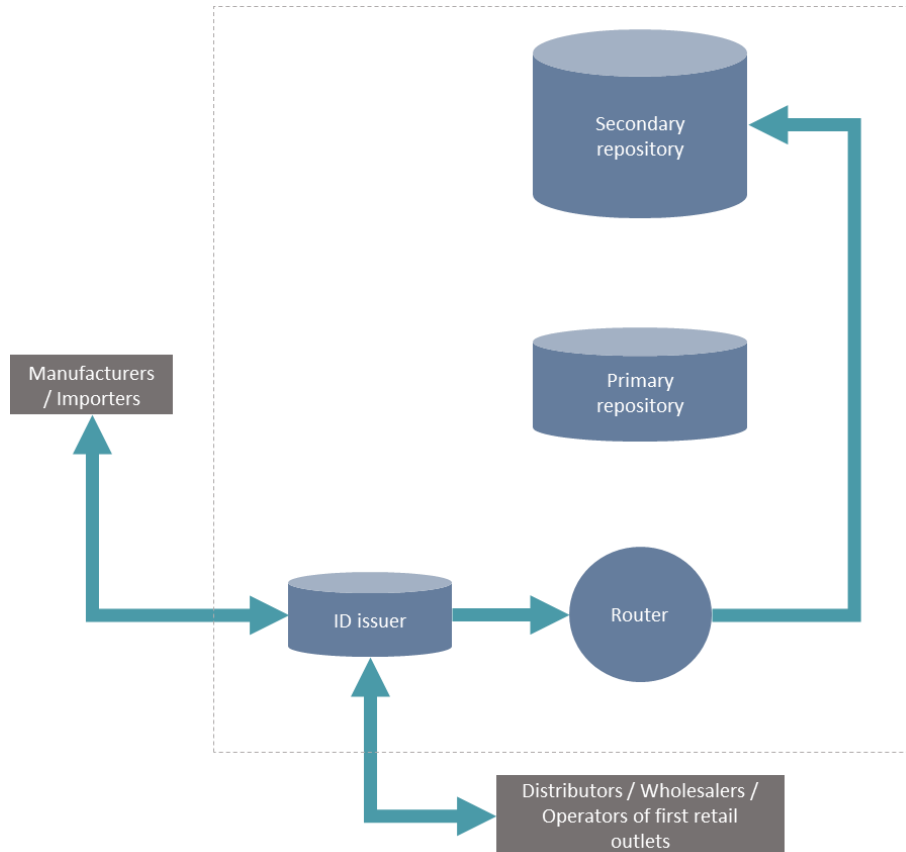 Secondary
repository
Primary
repository
Manufacturers
/ Importers
ID issuer
Router
Distributors / Wholesalers /
Operators of first retail
outlets